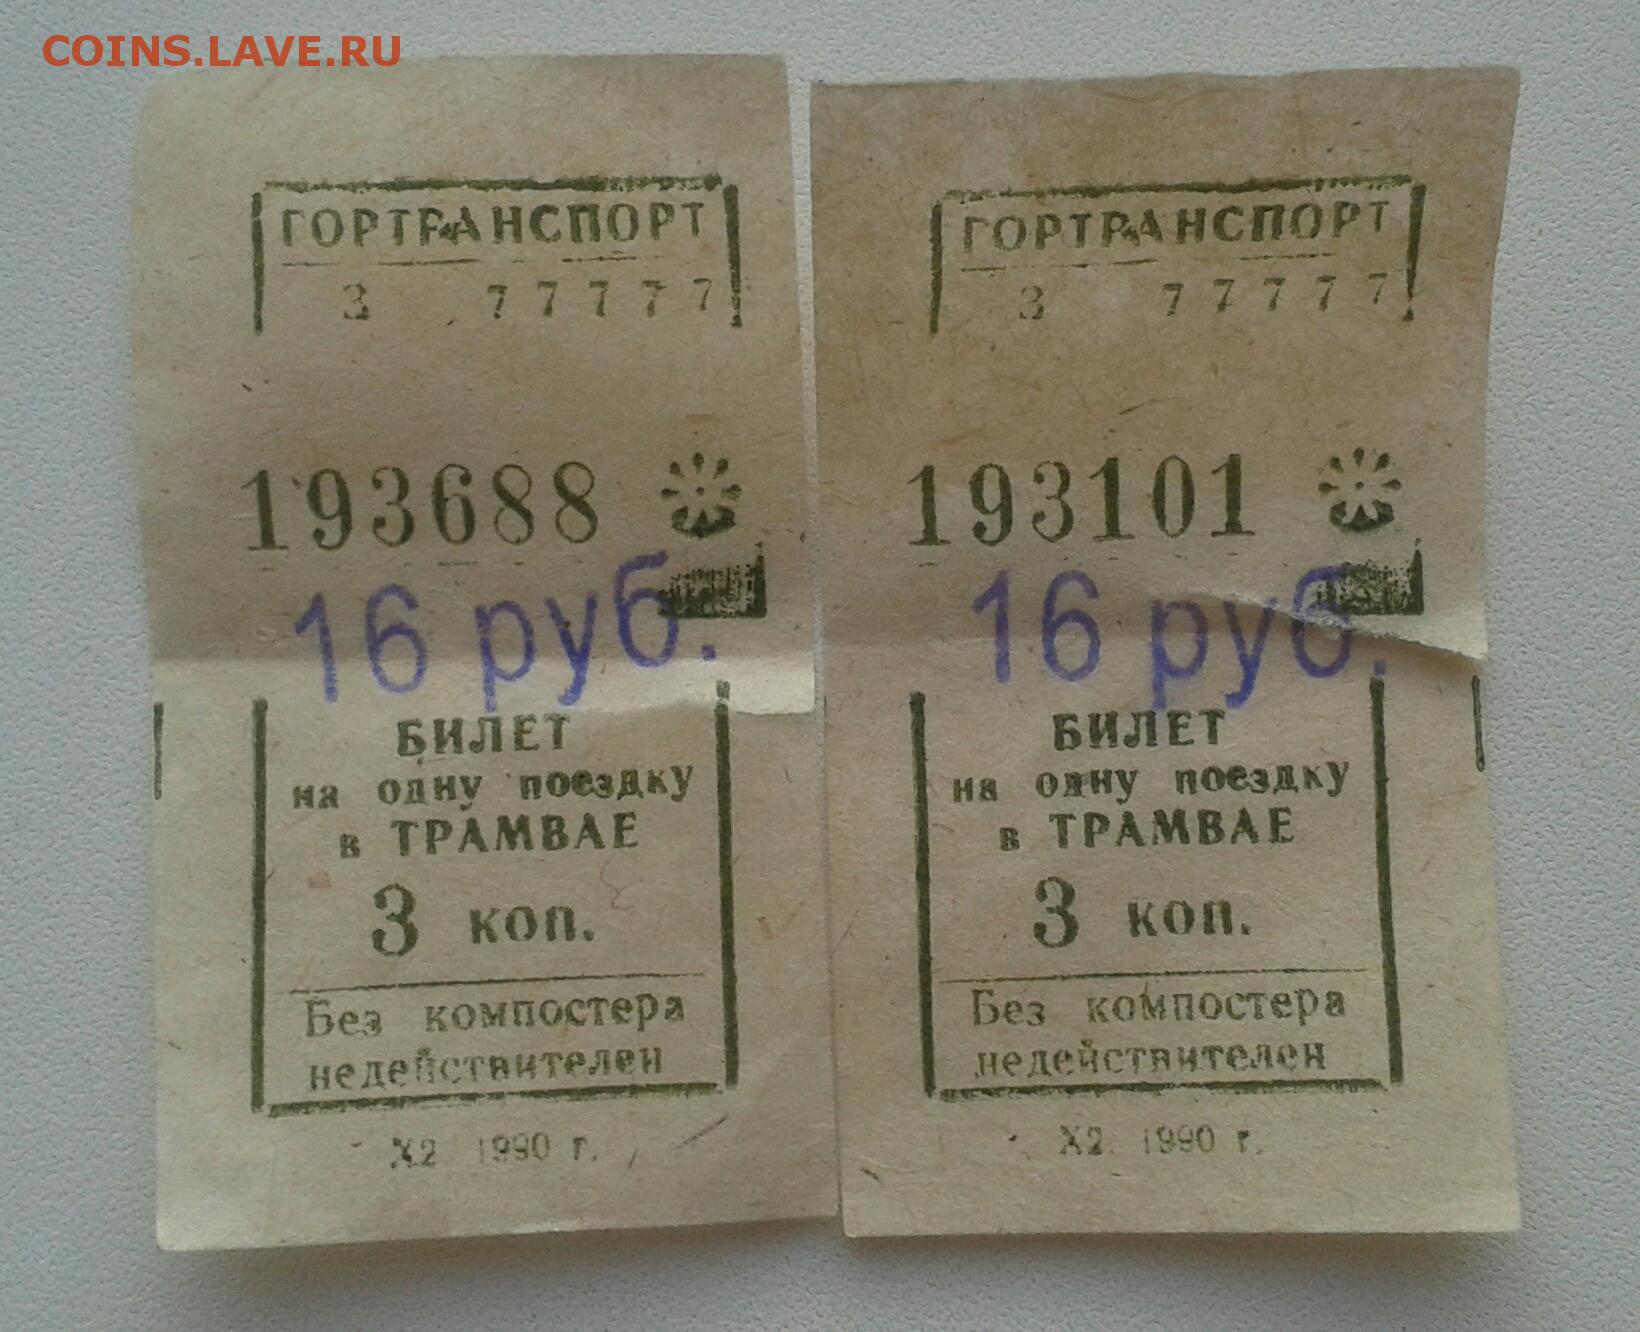 COINS.LAVE.RU
ГОРТРАНСПОРТ
3 77777
193688
16 руб.
БИЛЕТ
на одну поездку
в ТРАМВАЕ
3 коп.
Без компостера
недействителен
Х2 1990 г.
ГОРТРАНСПОРТ
3 77777
193101
16 руб.
БИЛЕТ
на одну поездку
в ТРАМВАЕ
3 коп.
Без компостера
недействителен
Х2. 1990 г.